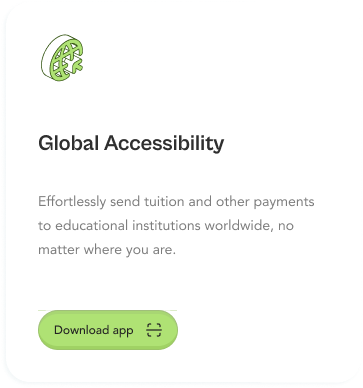 Global Accessibility
Effortlessly send tuition and other payments
to educational institutions worldwide, no
matter where you are.
Download app